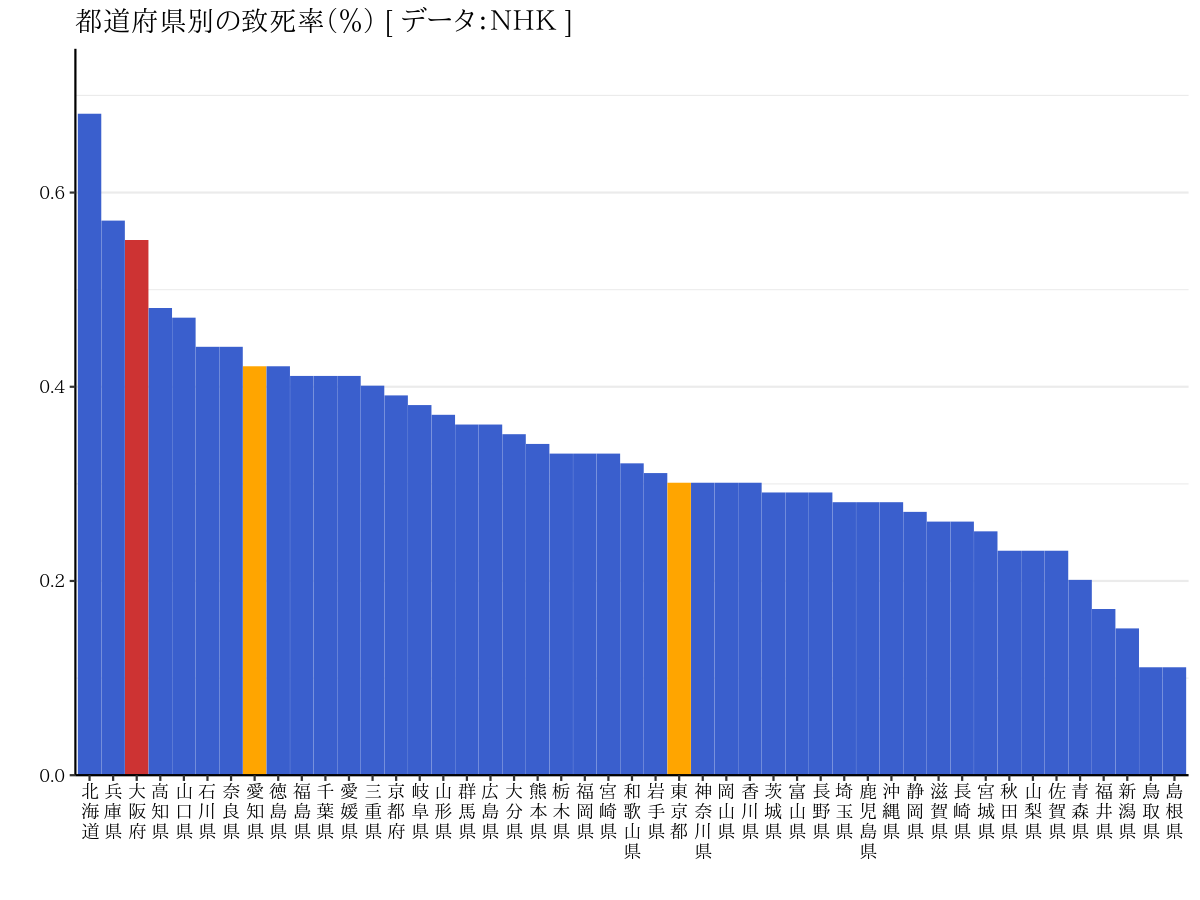 都道府県別の致死率(%) [ データ:NHK ]
0.6
0.4
0.2
0.0
北海道
兵庫県
大阪府
高知県
山口県
石川県
奈良県
愛知県
徳島県
福島県
千葉県
愛媛県
三重県
京都府
岐阜県
山形県
群馬県
広島県
大分県
熊本県
栃木県
福岡県
宮崎県
和歌山県
岩手県
東京都
神奈川県
岡山県
香川県
茨城県
富山県
長野県
埼玉県
鹿児島県
沖縄県
静岡県
滋賀県
長崎県
宮城県
秋田県
山梨県
佐賀県
青森県
福井県
新潟県
鳥取県
島根県